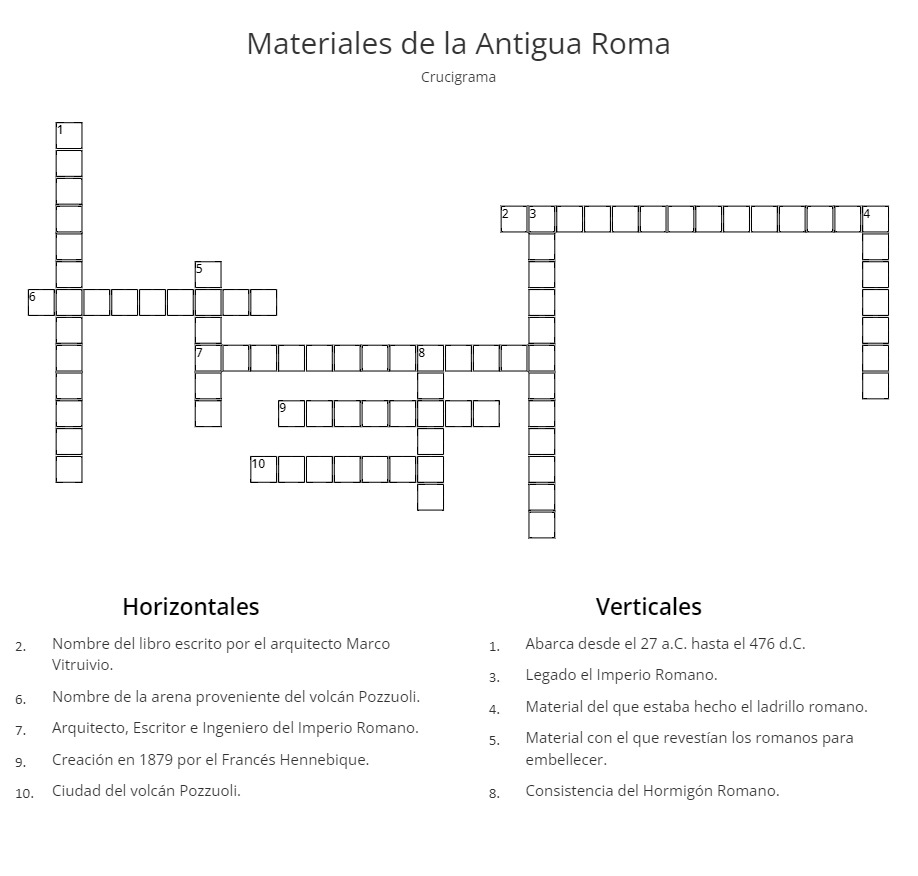 Materiales de la Antigua Roma
Crucigrama
1
2 3 4
5
6
7 8
9
10
Horizontales
2. Nombre del libro escrito por el arquitecto Marco
Vitruivio.
6. Nombre de la arena proveniente del volcán Pozzuoli.
7. Arquitecto, Escritor e Ingeniero del Imperio Romano.
9. Creación en 1879 por el Francés Hennebique.
10. Ciudad del volcán Pozzuoli.
Verticales
1. Abarca desde el 27 a.C. hasta el 476 d.C.
3. Legado el Imperio Romano.
4. Material del que estaba hecho el ladrillo romano.
5. Material con el que revestían los romanos para
embellecer.
8. Consistencia del Hormigón Romano.